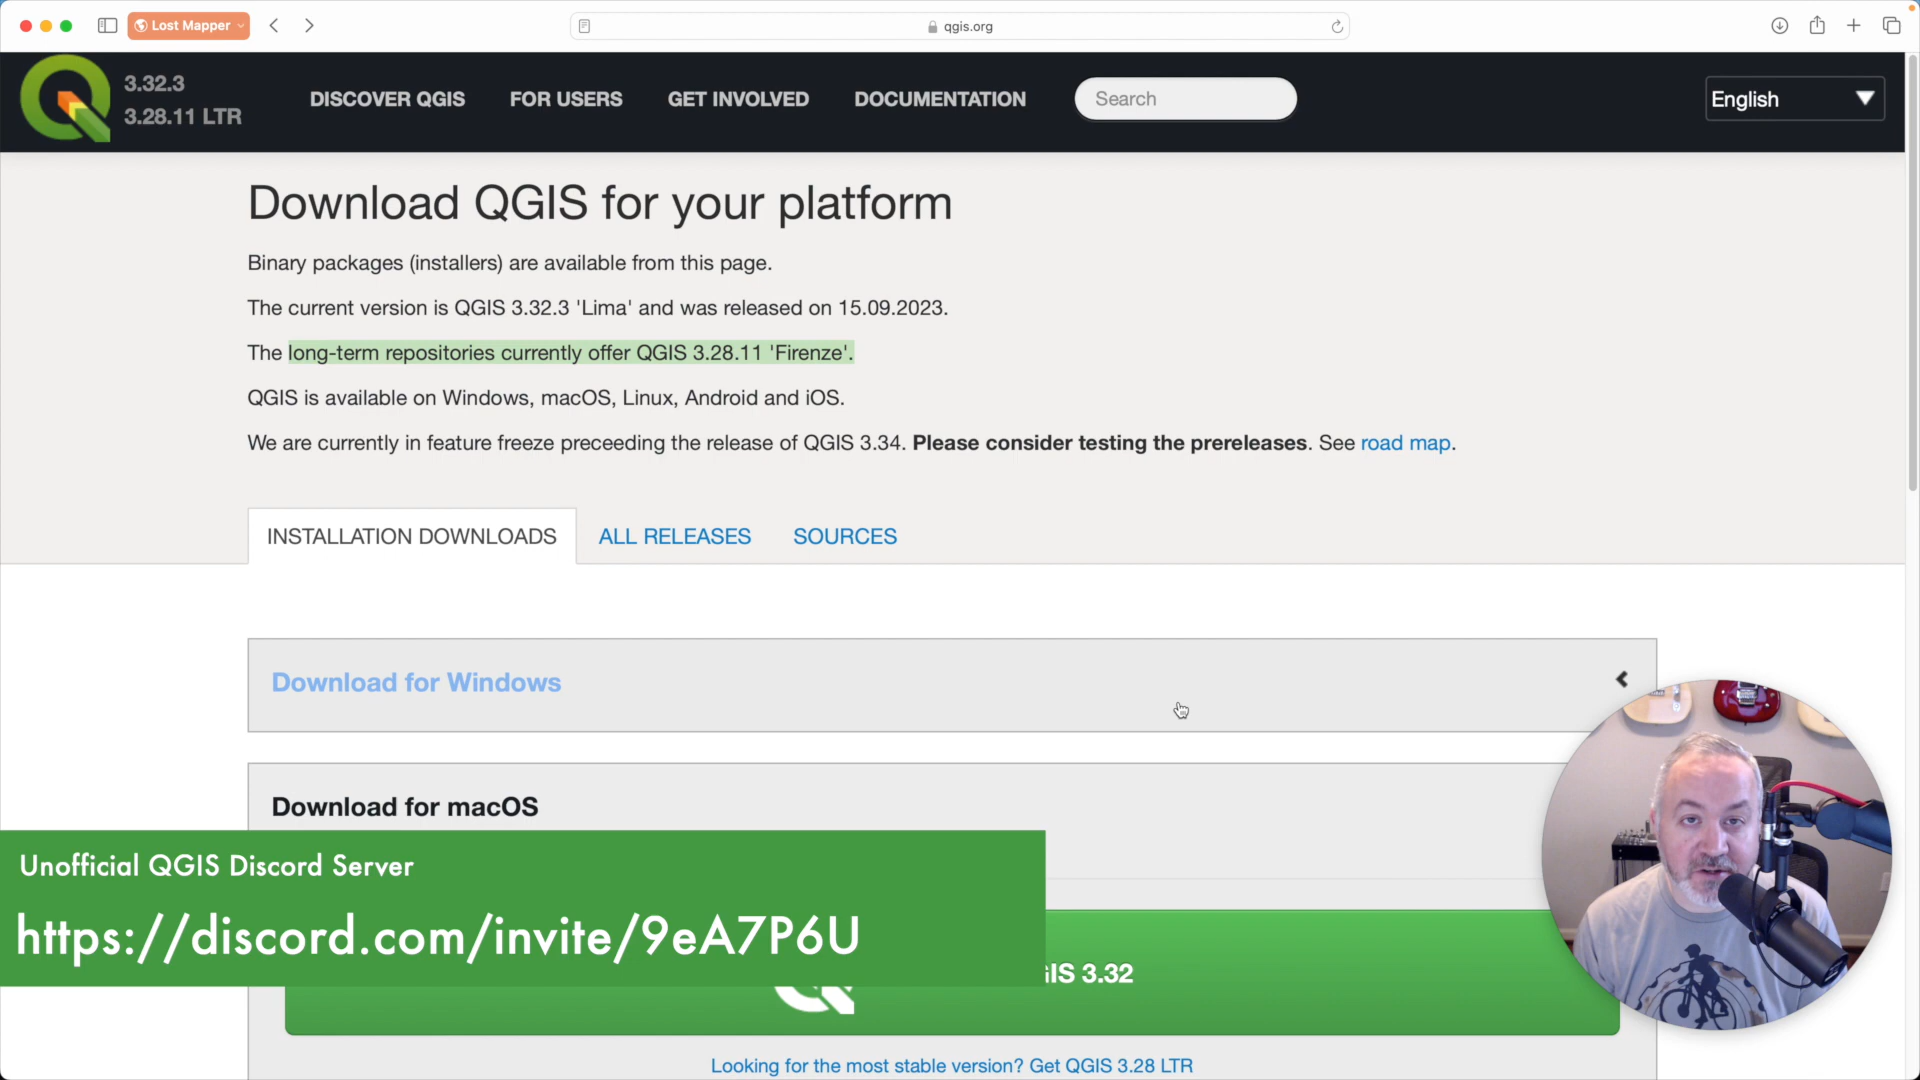 Lost Mapper
qgis.org
3.32.3
3.28.11 LTR
DISCOVER QGIS
FOR USERS
GET INVOLVED
DOCUMENTATION
Search
English
Download QGIS for your platform
Binary packages (installers) are available from this page.
The current version is QGIS 3.32.3 'Lima' and was released on 15.09.2023.
The long-term repositories currently offer QGIS 3.28.11 'Firenze'.
QGIS is available on Windows, macOS, Linux, Android and iOS.
We are currently in feature freeze preceeding the release of QGIS 3.34. Please consider testing the prereleases. See road map.
INSTALLATION DOWNLOADS
ALL RELEASES
SOURCES
Download for Windows
Download for macOS
Unofficial QGIS Discord Server
https://discord.com/invite/9eA7P6U
GIS 3.32
Looking for the most stable version? Get QGIS 3.28 LTR